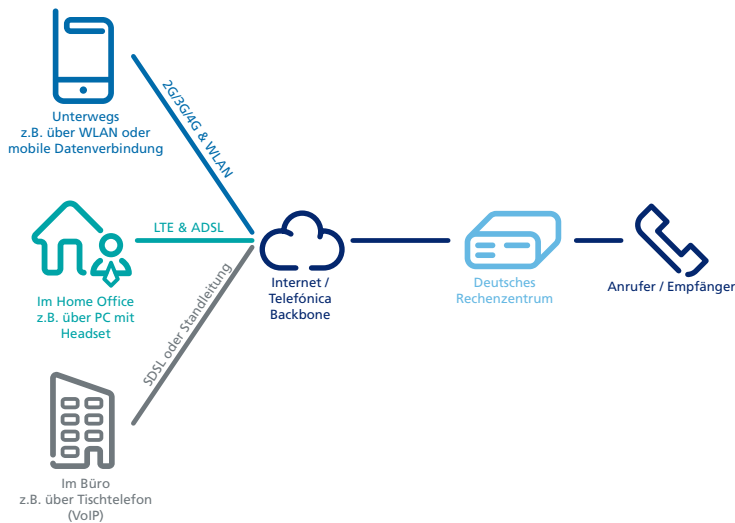 2G/3G/4G & WLAN
Unterwegs
z.B. über WLAN oder
mobile Datenverbindung
LTE & ADSL
Im Home Office
z.B. über PC mit
Headset
SDSL oder Standleitung
Im Büro
z.B. über Tischtelefon
(VoIP)
Internet /
Telefónica
Backbone
Deutsches
Rechenzentrum
Anrufer / Empfänger